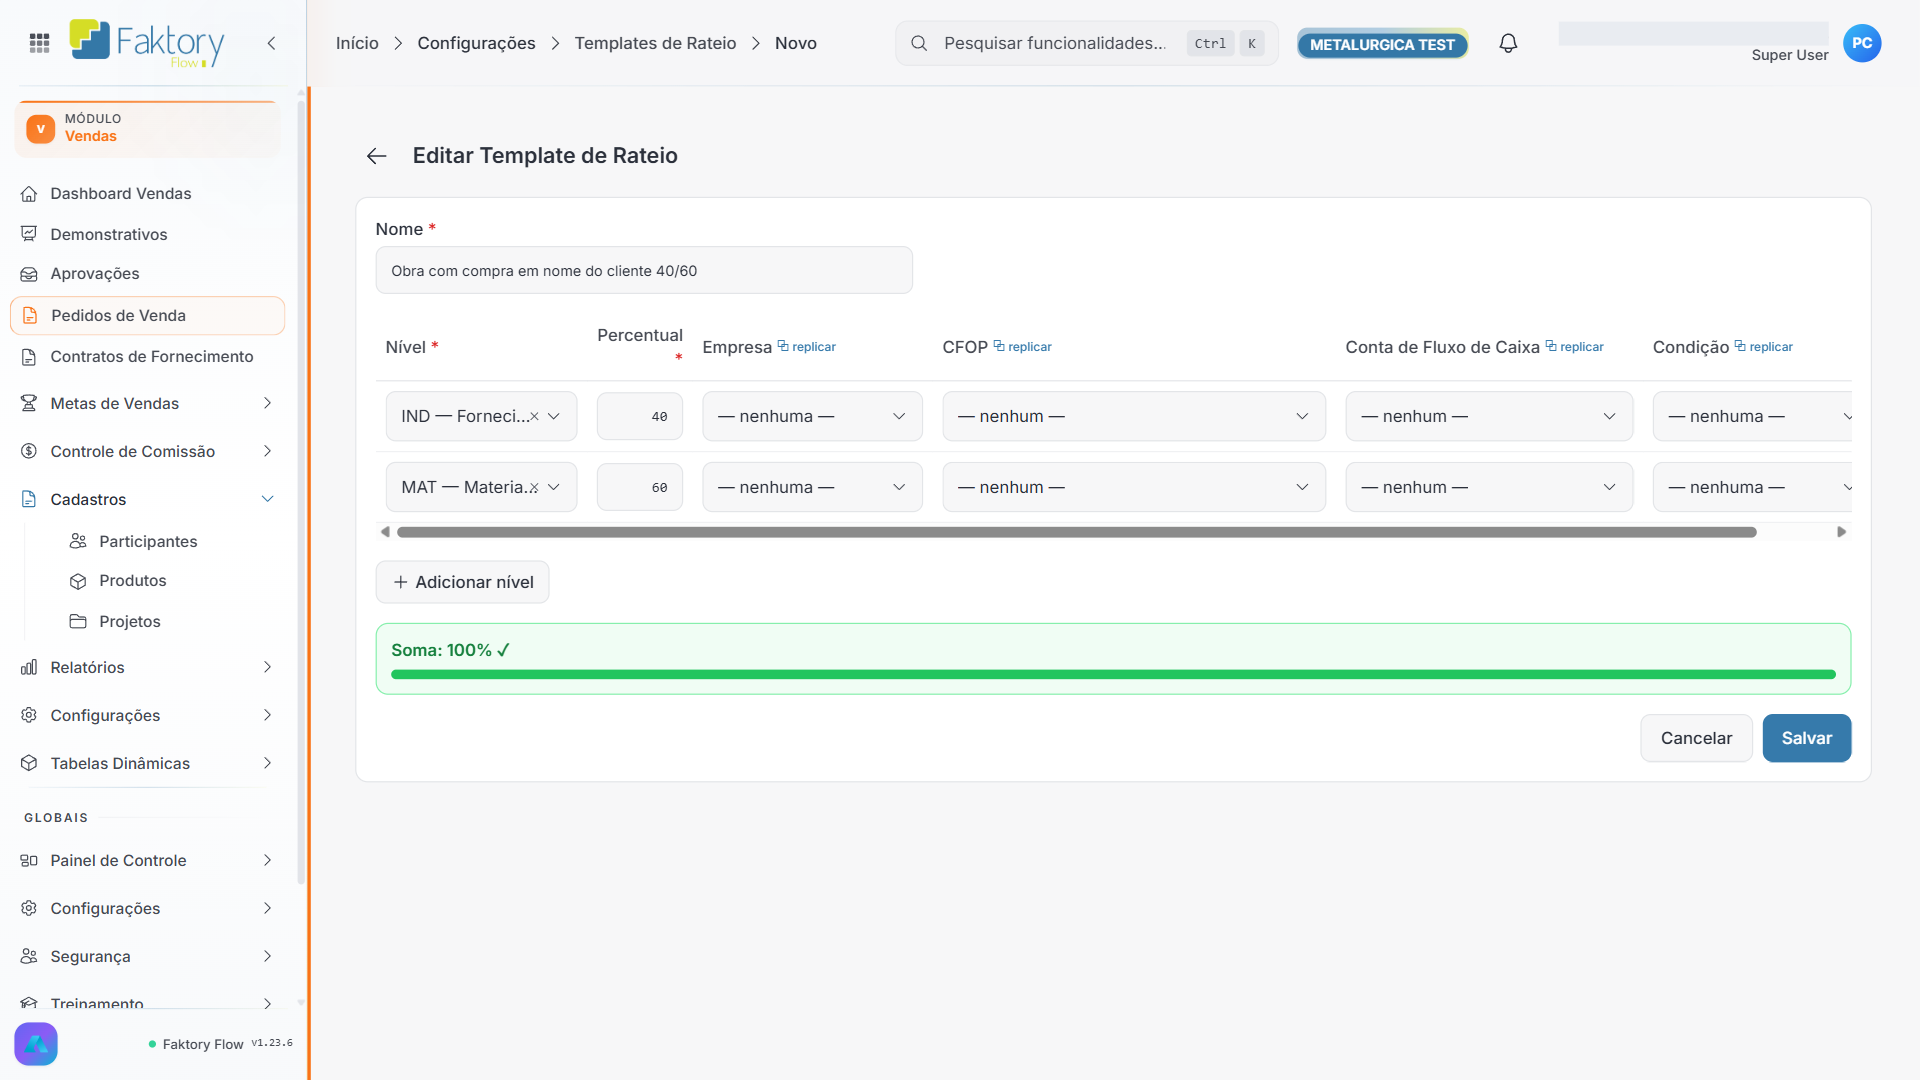 Faktory
Flow
Início
Configurações
Templates de Rateio
Novo
Pesquisar funcionalidades...
Ctrl
K
METALURGICA TEST
Super User
PC
V
MÓDULO
Vendas
Dashboard Vendas
Demonstrativos
Aprovações
Pedidos de Venda
Contratos de Fornecimento
Metas de Vendas
Controle de Comissão
Cadastros
Participantes
Produtos
Projetos
Relatórios
Configurações
Tabelas Dinâmicas
GLOBAIS
Painel de Controle
Configurações
Segurança
Treinamento
Faktory Flow v1.23.6
Editar Template de Rateio
Nome *
Obra com compra em nome do cliente 40/60
Nível *
Percentual *
Empresa replicar
CFOP replicar
Conta de Fluxo de Caixa replicar
Condição replicar
IND — Forneci...
40
— nenhuma —
— nenhum —
— nenhum —
— nenhuma —
MAT — Materia...
60
— nenhuma —
— nenhum —
— nenhum —
— nenhuma —
+ Adicionar nível
Soma: 100% ✓
Cancelar
Salvar